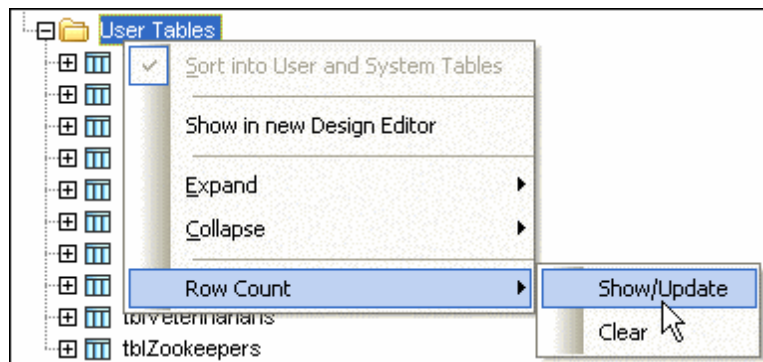 User Tables
Sort into User and System Tables
Show in new Design Editor
Expand
Collapse
Row Count
Show/Update
Clear
tblVeterinarians
tblZookeepers